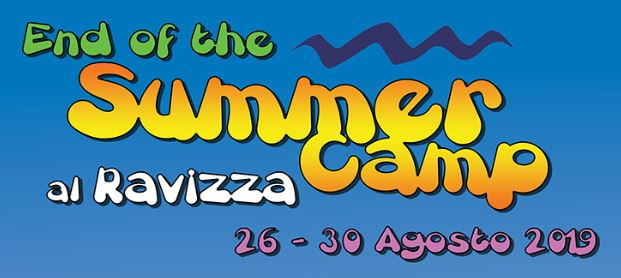 End of the
Summer
Camp
al Ravizza
26 - 30 Agosto 2019